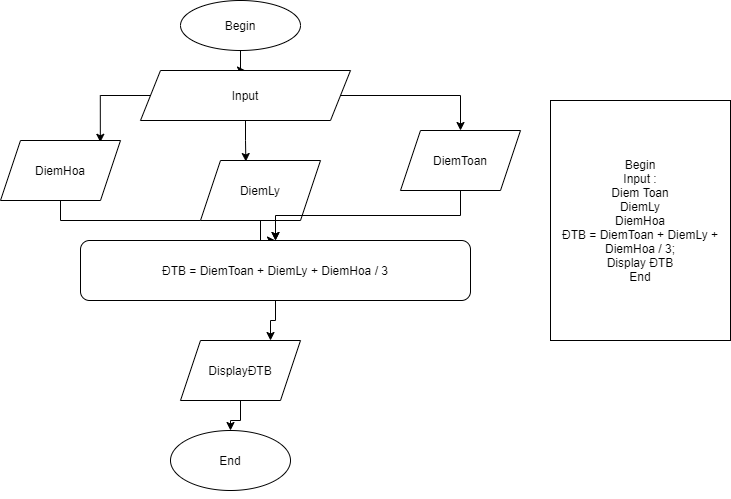 Begin
Input
DiemHoa
DiemLy
DiemToan
ĐTB = DiemToan + DiemLy + DiemHoa / 3
DisplayĐTB
End
Begin
Input :
Diem Toan
DiemLy
DiemHoa
ĐTB = DiemToan + DiemLy +
DiemHoa / 3;
Display ĐTB
End